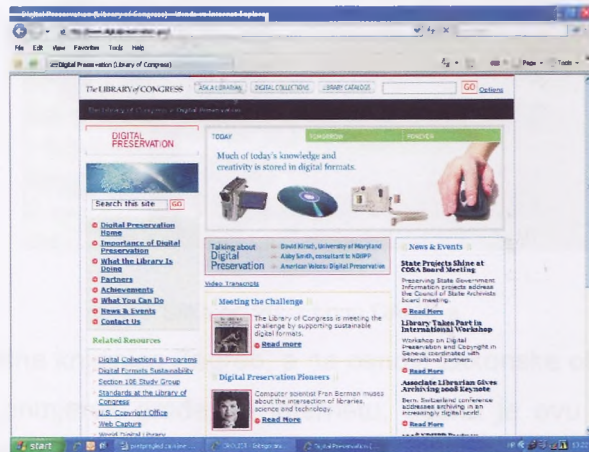 Digital Preservation (Library of Congress) - Windows Internet Explorer
File Edit View Favorites Tools Help
Digital Preservation (Library of Congress)
Page Tools
The LIBRARY of CONGRESS ASK A LIBRARIAN DIGITAL COLLECTIONS LIBRARY CATALOGS GO Options
The Library of Congress Digital Preservation
DIGITAL
PRESERVATION
Search this site GO
Digital Preservation
Home
Importance of Digital
Preservation
What the Library Is
Doing
Partners
Achievements
What You Can Do
News & Events
Contact Us
Related Resources
Digital Collections & Programs
Digital Formats Sustainability
Section 108 Study Group
Standards at the Library of
Congress
U.S. Copyright Office
Web Capture
World Digital Library
TODAY TOMORROW FOREVER
Much of today's knowledge and
creativity is stored in digital formats.
Talking about
Digital
Preservation
David Kirsch, University of Maryland
Abby Smith, consultant to NDIIPP
American Voices: Digital Preservation
Video Transcripts
Meeting the Challenge
The Library of Congress is meeting the
challenge by supporting sustainable
digital formats.
Read more
Digital Preservation Pioneers
Computer scientist Fran Berman muses
about the intersection of libraries,
science and technology.
Read More
News & Events
State Projects Shine at
COSA Board Meeting
Preserving State Government
Information projects address
the Council of State Archivists
board meeting.
Read More
Library Takes Part in
International Workshop
Workshop on Digital
Preservation and Copyright in
Geneva coordinated with
international partners.
Read More
Associate Librarian Gives
Archiving 2008 Keynote
Bern, Switzerland conference
addresses archiving in an
increasingly digital world.
Read More
start